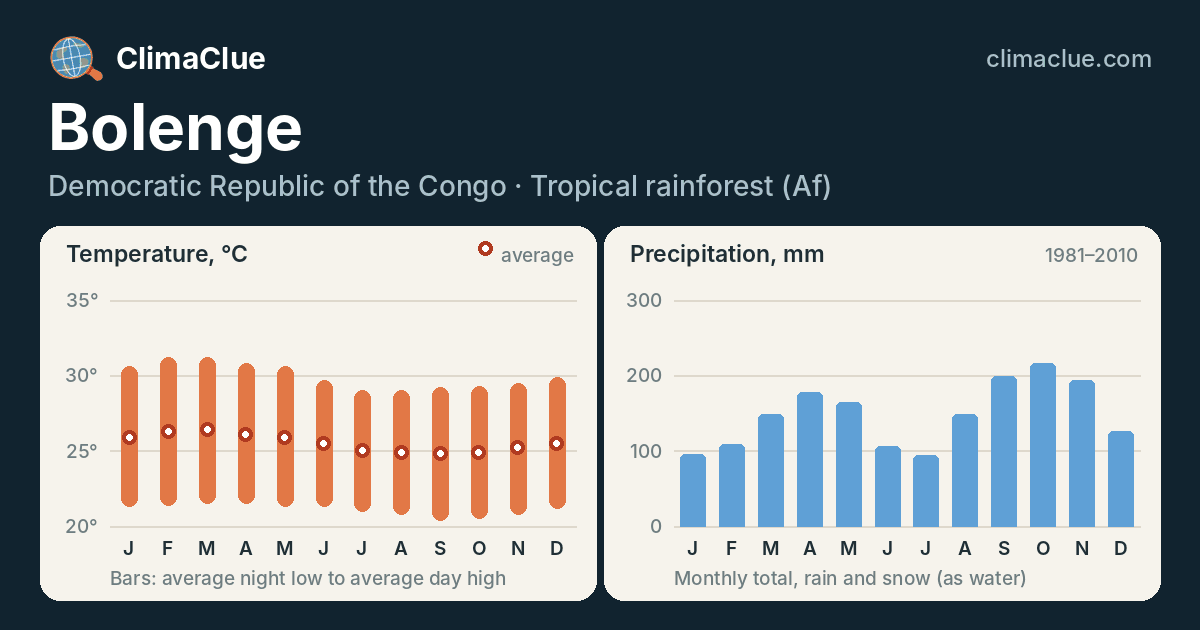 ClimaClue
climaclue.com
Bolenge
Democratic Republic of the Congo · Tropical rainforest (Af)
Temperature, °C
average
35°
30°
25°
20°
J F M A M J J A S O N D
Bars: average night low to average day high
Precipitation, mm
1981–2010
300
200
100
0
J F M A M J J A S O N D
Monthly total, rain and snow (as water)